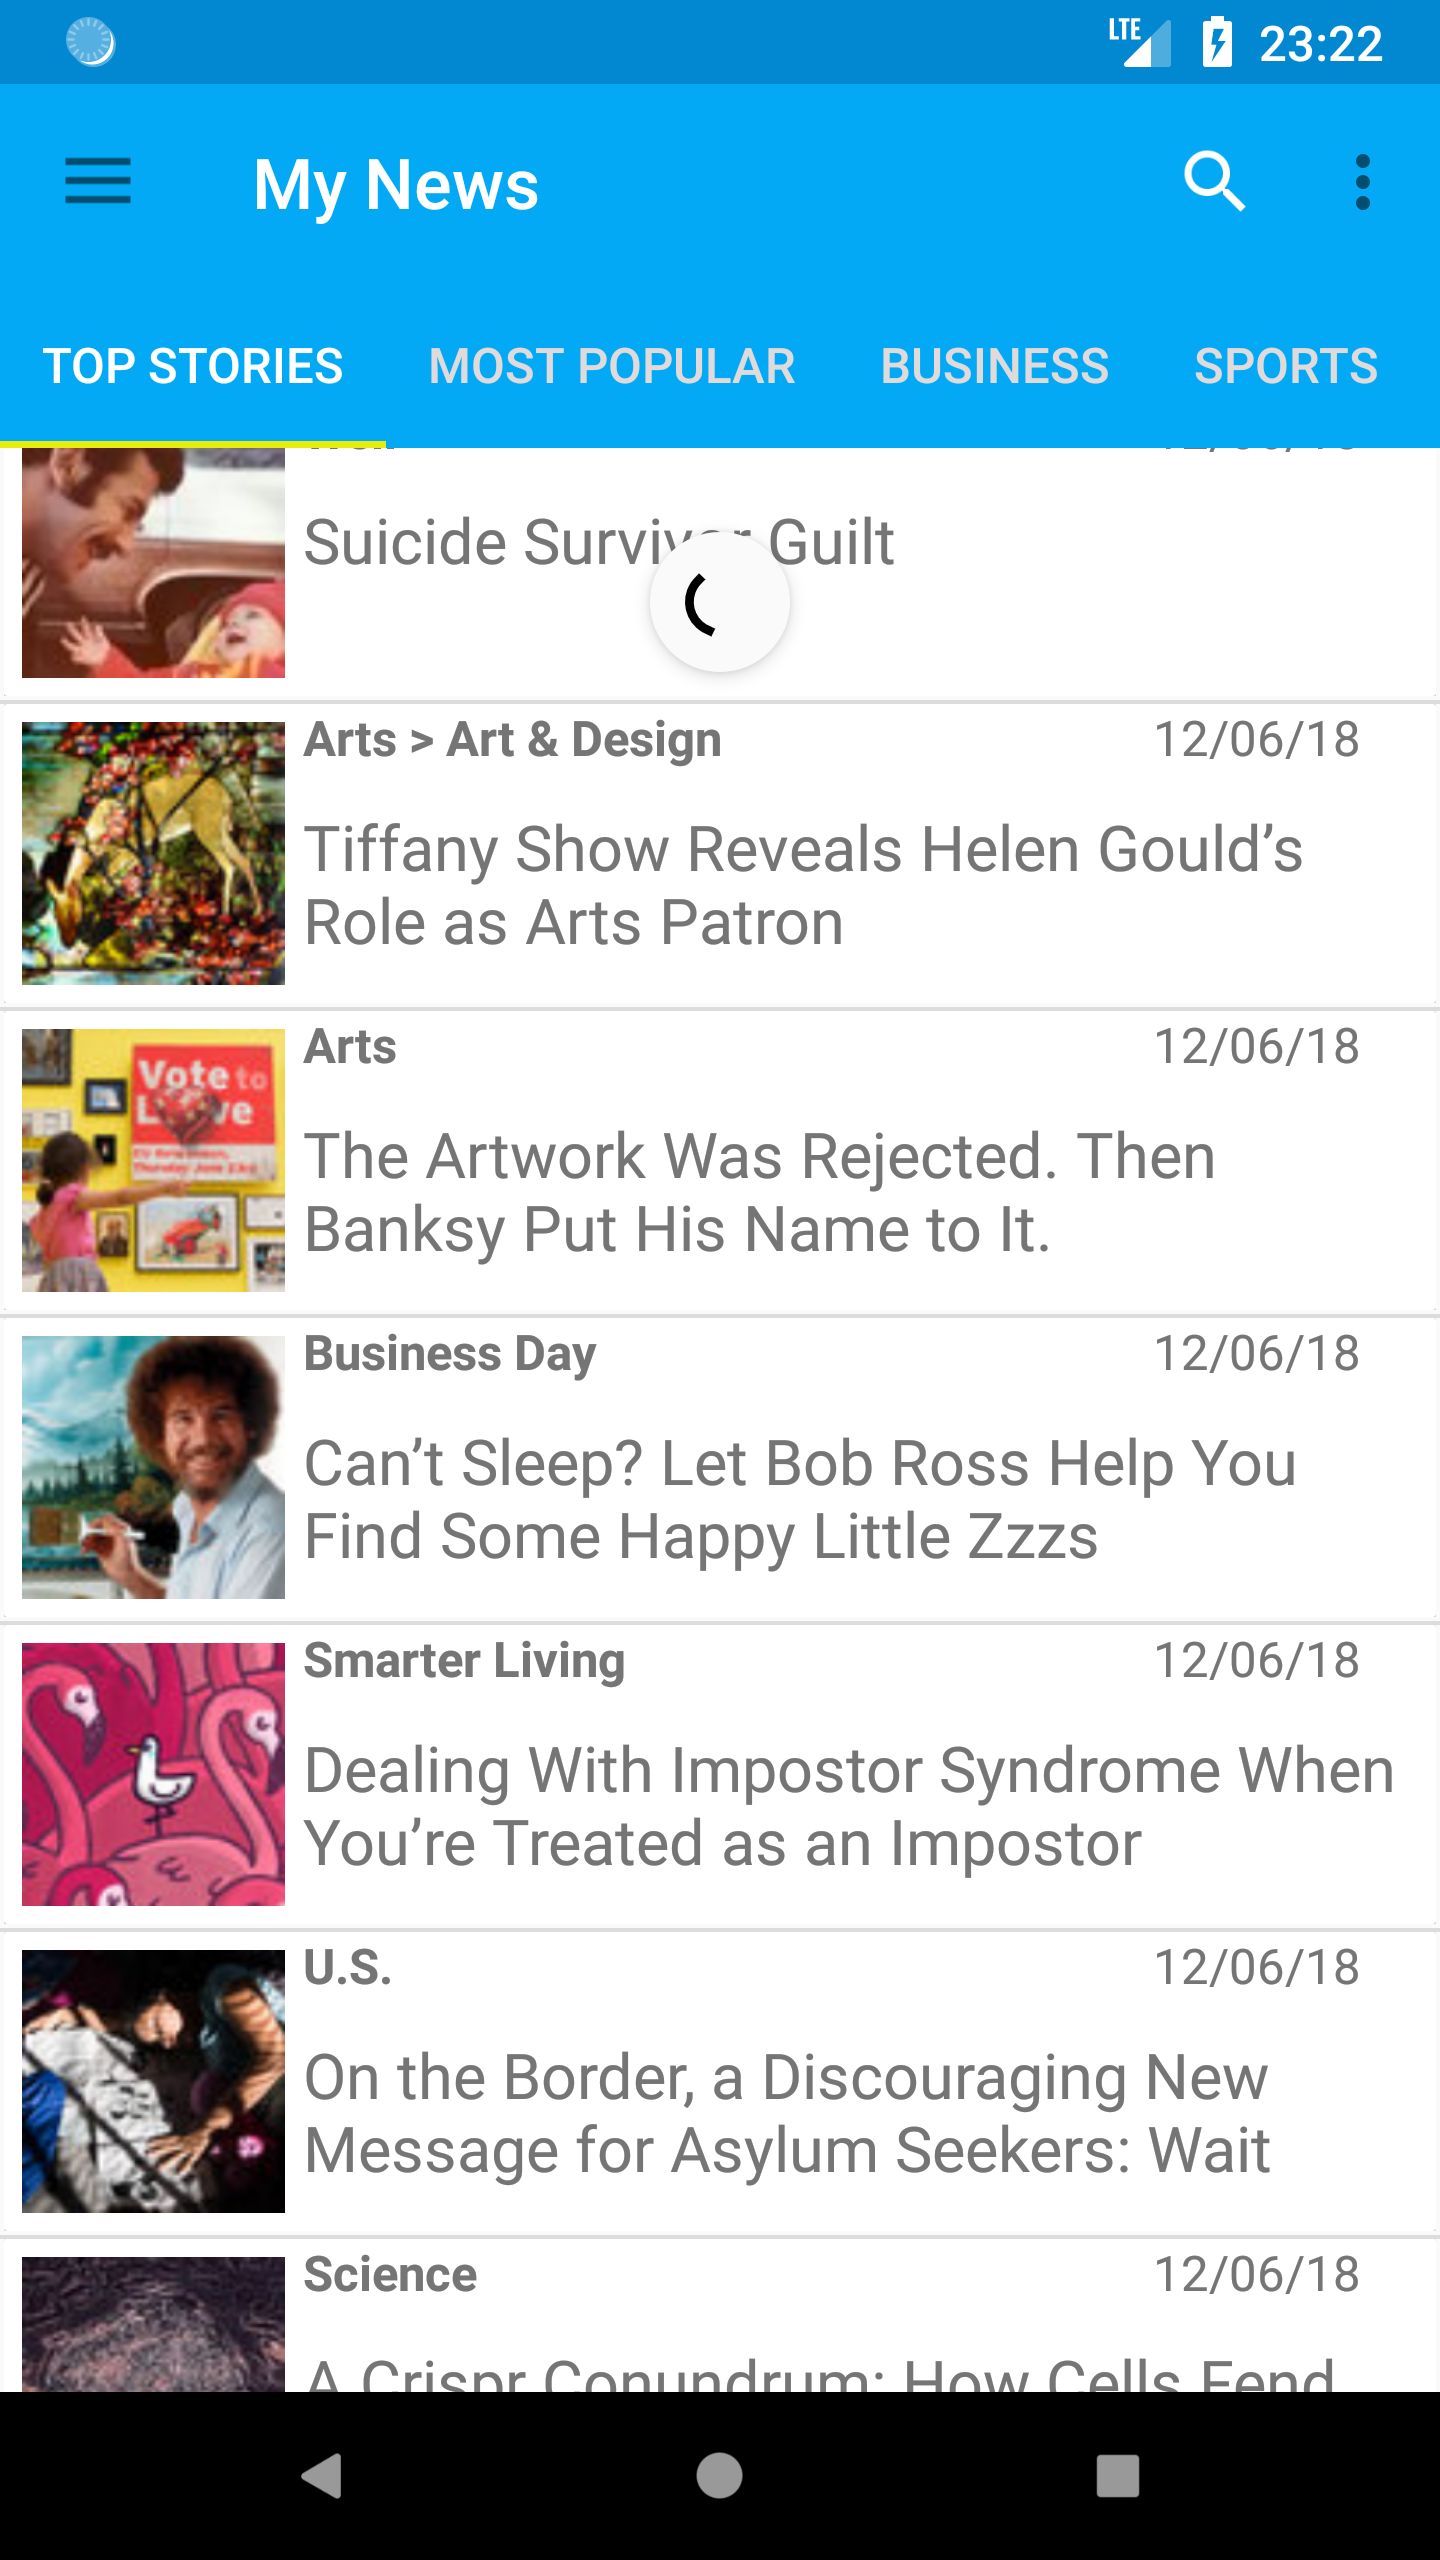 LTE 23:22
My News
TOP STORIES MOST POPULAR BUSINESS SPORTS
Suicide Survivor Guilt
Arts > Art & Design 12/06/18
Tiffany Show Reveals Helen Gould’s
Role as Arts Patron
Arts 12/06/18
Vote to
Love
The Artwork Was Rejected. Then
Banksy Put His Name to It.
Business Day 12/06/18
Can’t Sleep? Let Bob Ross Help You
Find Some Happy Little Zzzs
Smarter Living 12/06/18
Dealing With Impostor Syndrome When
You’re Treated as an Impostor
U.S. 12/06/18
On the Border, a Discouraging New
Message for Asylum Seekers: Wait
Science 12/06/18
A Crispr Conundrum: How Cells Fend